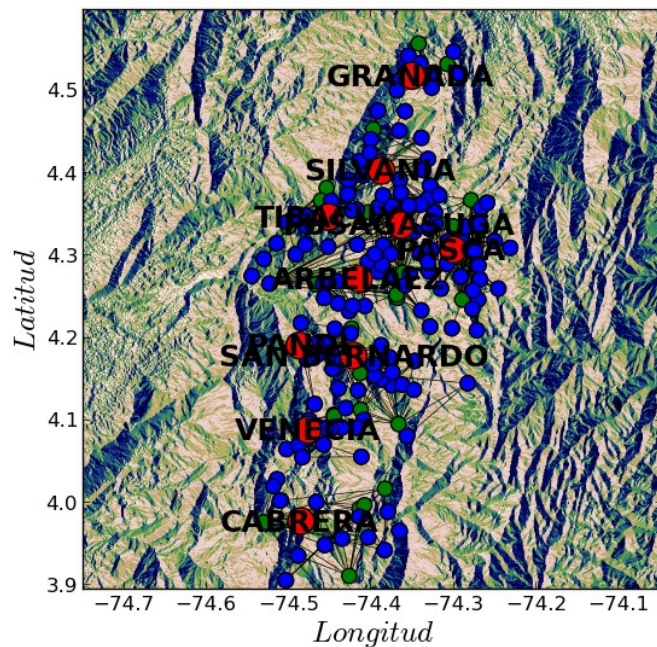 4.5
4.4
4.3
4.2
4.1
4.0
3.9
Latitud
GRANADA
SILVANIA
PASCA
ARBELAEZ
PANDI
SAN BERNARDO
VENECIA
CABRERA
−74.7
−74.6
−74.5
−74.4
−74.3
−74.2
−74.1
Longitud